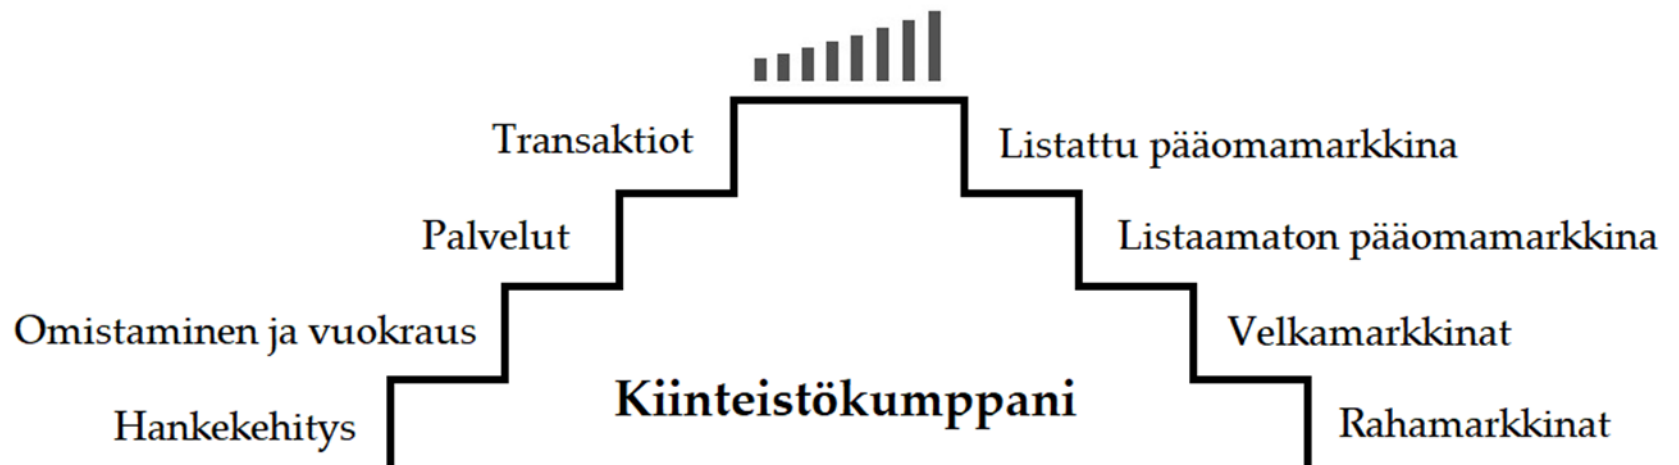 Transaktiot
Listattu pääomamarkkina
Palvelut
Listaamaton pääomamarkkina
Omistaminen ja vuokraus
Velkamarkkinat
Kiinteistökumppani
Hankekehitys
Rahamarkkinat